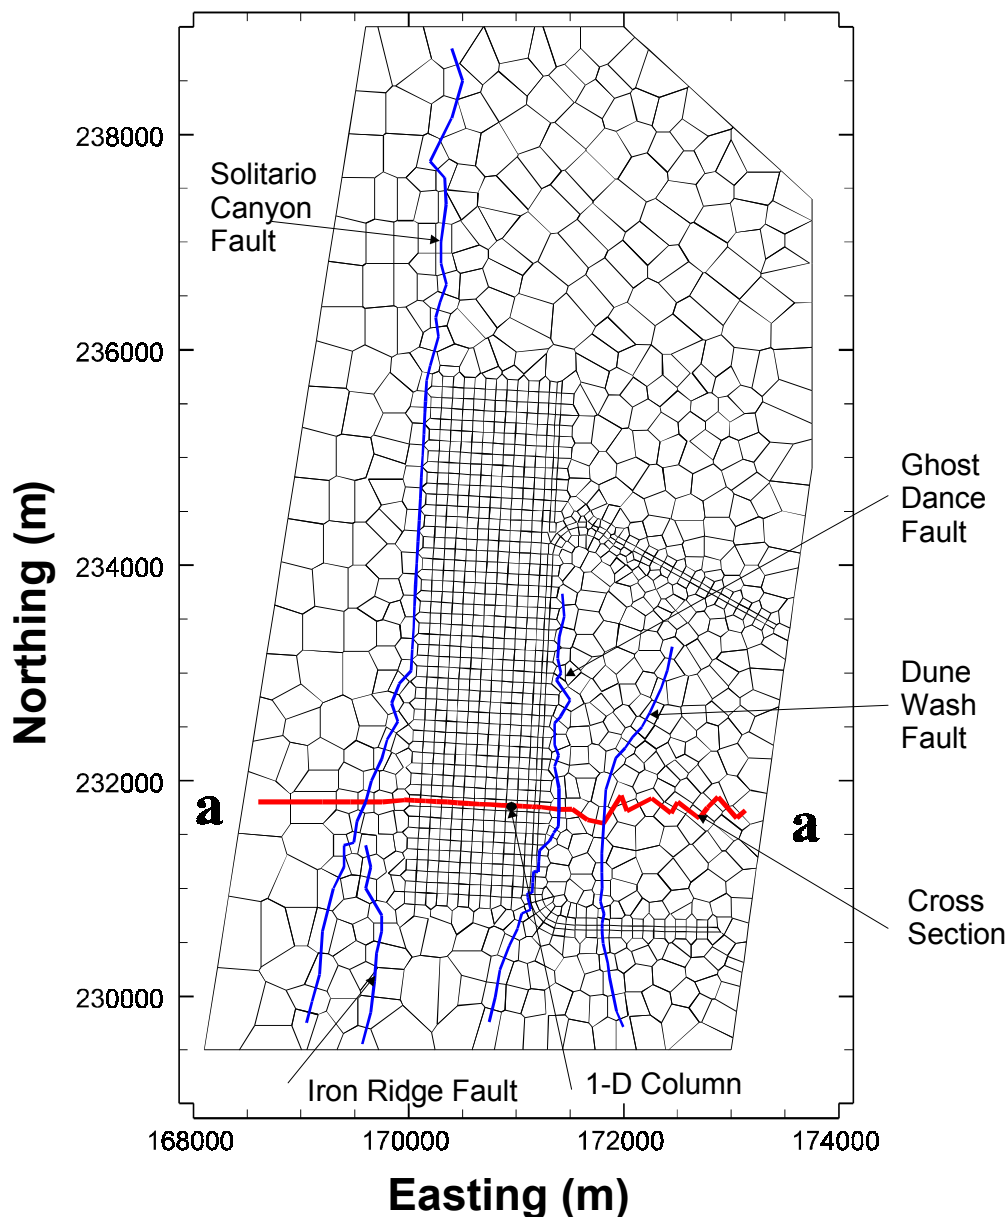 238000
Solitario
Canyon
Fault
236000
Ghost
Dance
Fault
Northing (m)
234000
Dune
Wash
Fault
232000
a
a
Cross
Section
230000
Iron Ridge Fault
1-D Column
168000
170000
172000
174000
Easting (m)